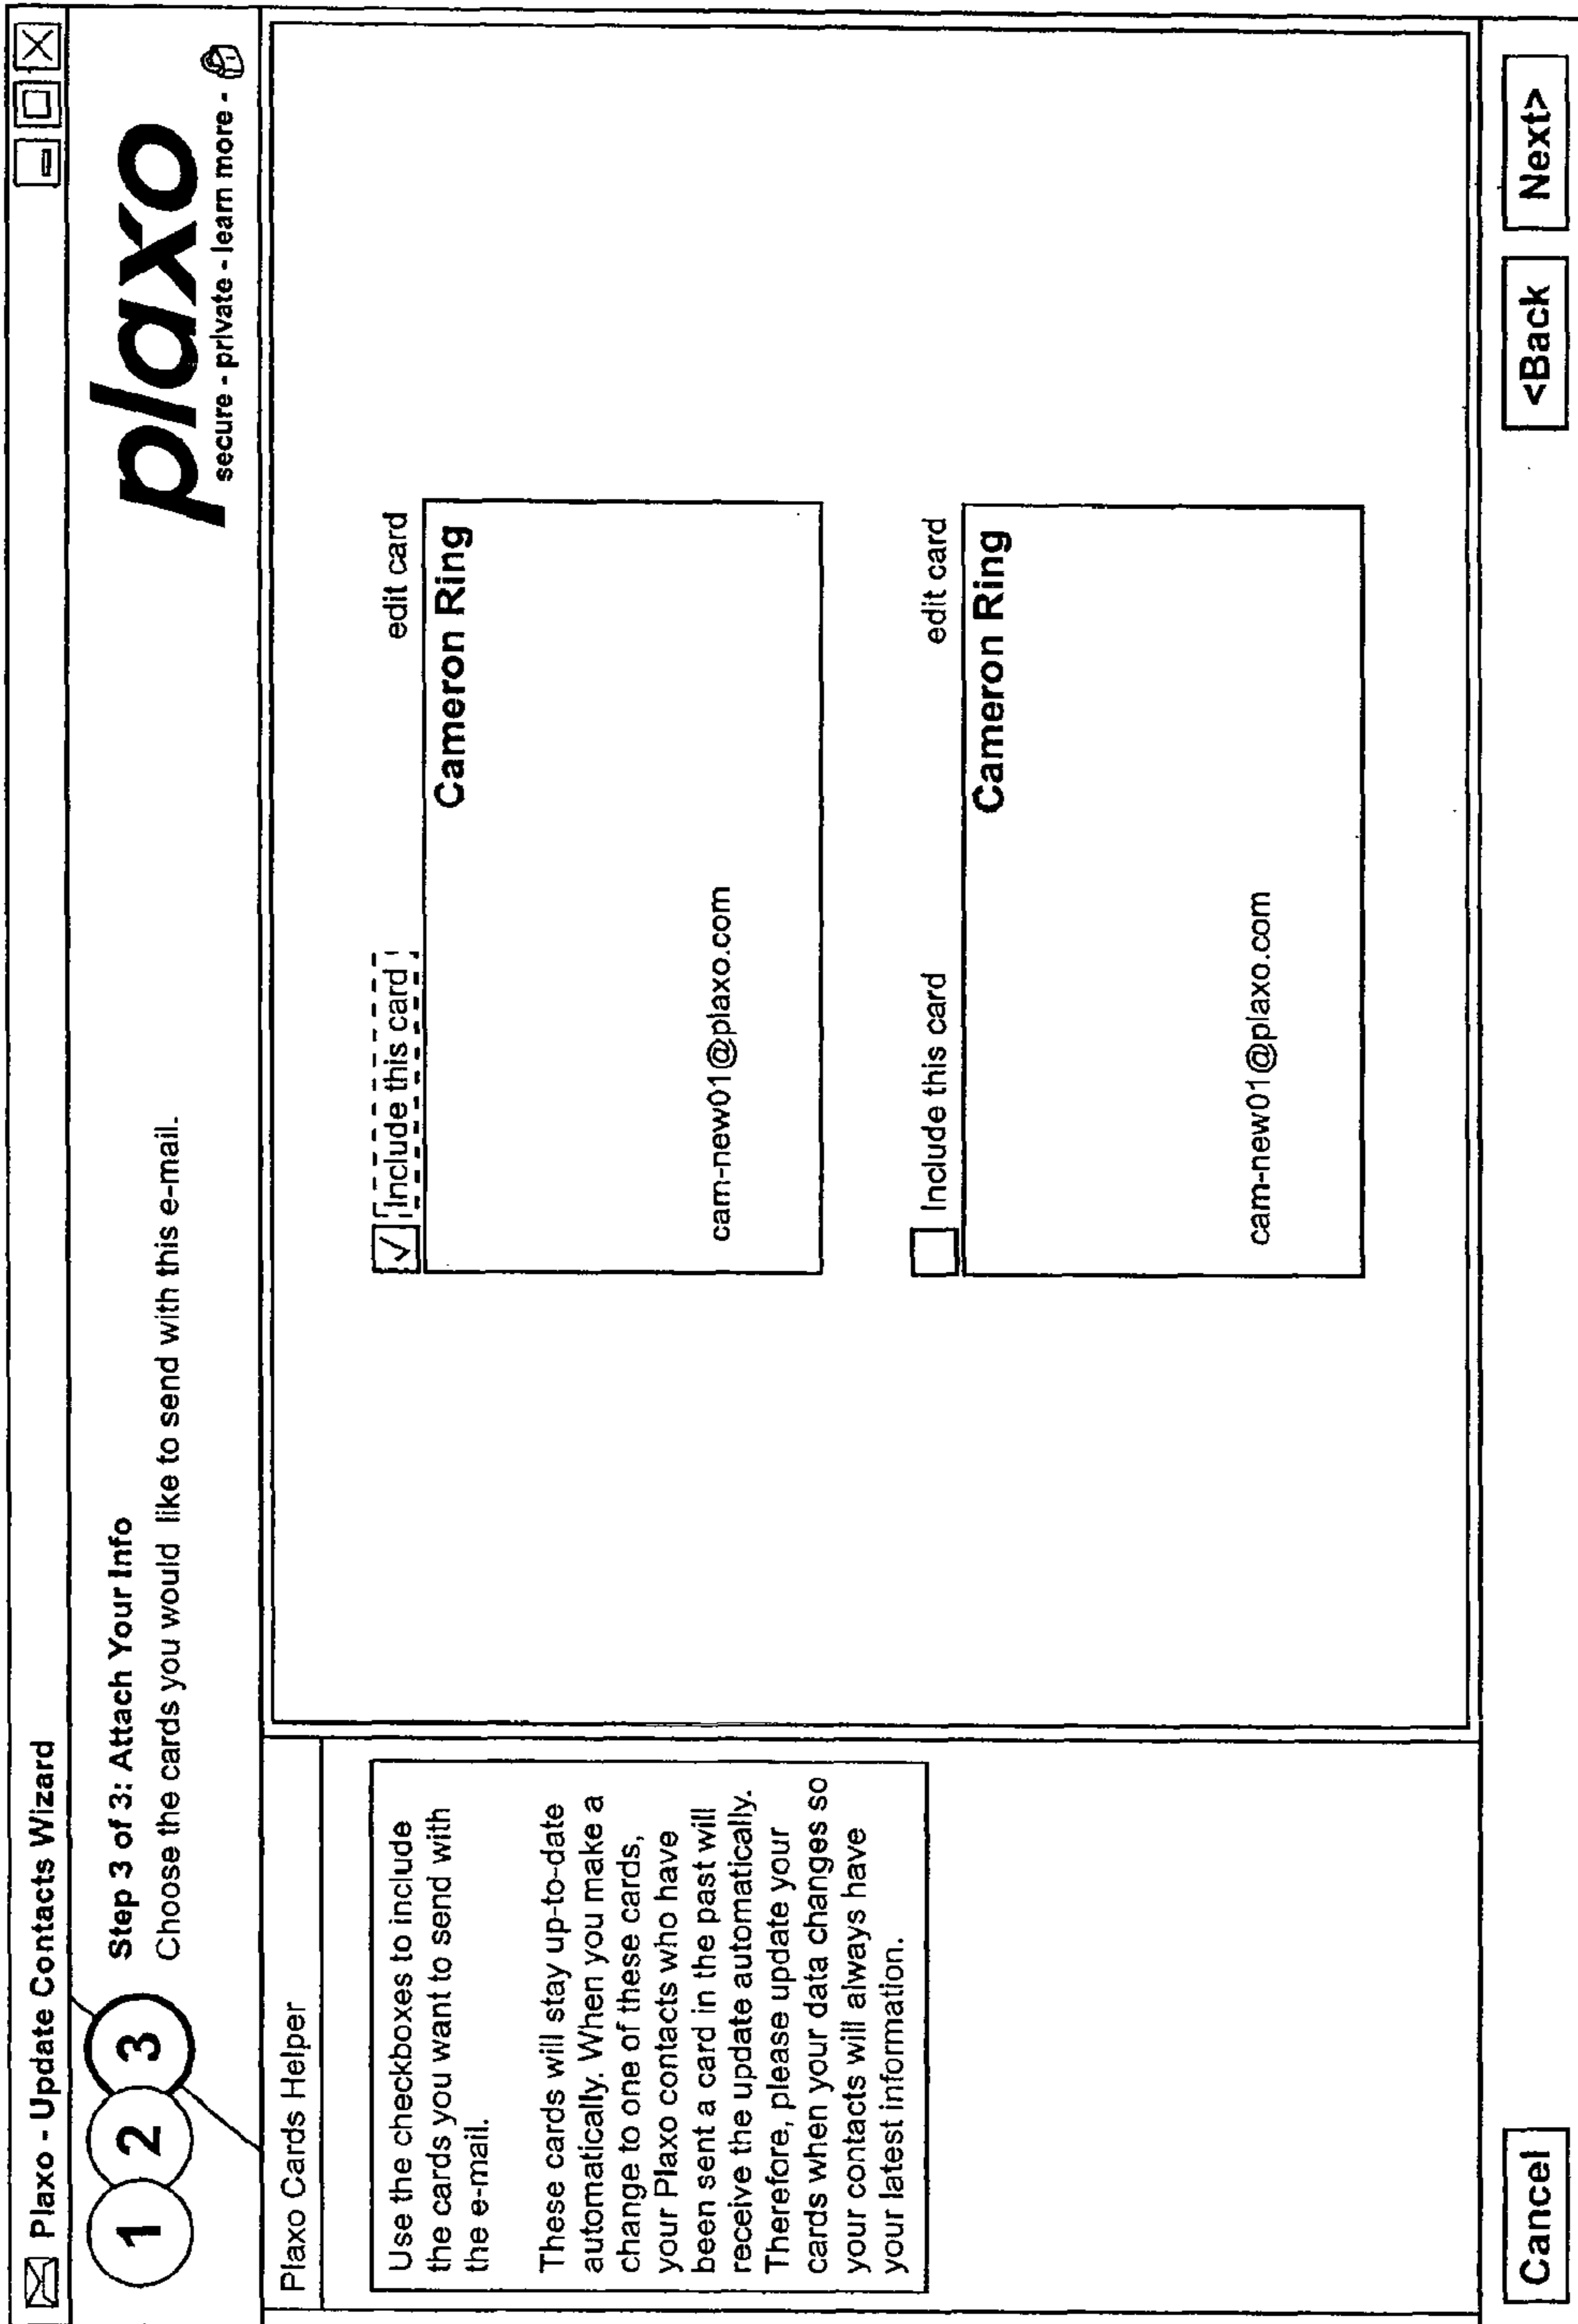 Plaxo - Update Contacts Wizard
1 2 3
Step 3 of 3: Attach Your Info
Choose the cards you would like to send with this e-mail.
plaxo
secure - private - learn more -
Plaxo Cards Helper
Use the checkboxes to include
the cards you want to send with
the e-mail.
These cards will stay up-to-date
automatically. When you make a
change to one of these cards,
your Plaxo contacts who have
been sent a card in the past will
receive the update automatically.
Therefore, please update your
cards when your data changes so
your contacts will always have
your latest information.
Include this card edit card
Cameron Ring
cam-new01@plaxo.com
Include this card edit card
Cameron Ring
cam-new01@plaxo.com
Cancel <Back Next>